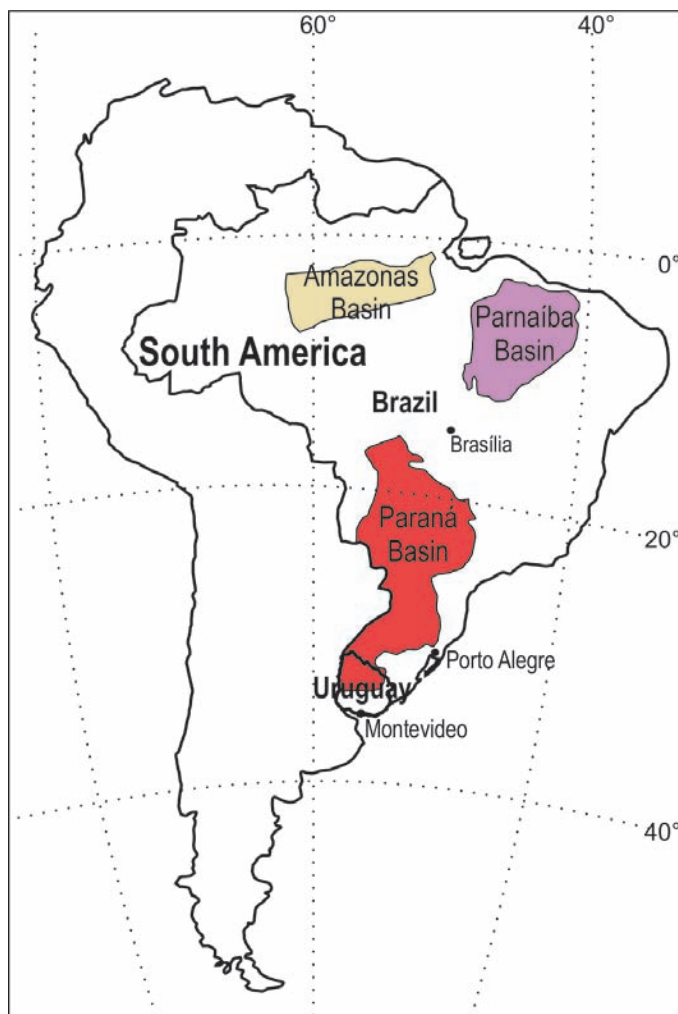 60°
40°
0°
Amazonas
Basin
Parnaíba
Basin
South America
Brazil
Brasília
Paraná
Basin
20°
Porto Alegre
Uruguay
Montevideo
40°